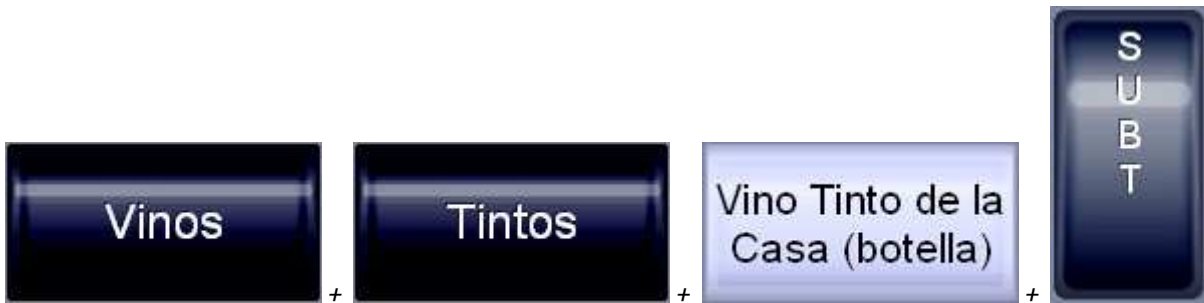 Vinos
+
Tintos
+
Vino Tinto de la
Casa (botella)
+
S
U
B
T